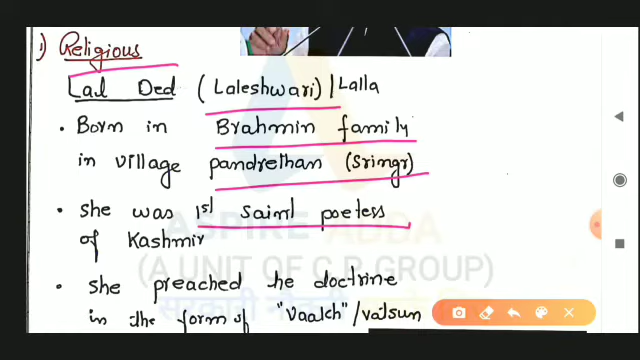 1) Religious
Lal Ded (Laleshwari) | Lalla
• Born in Brahmin family
in village pandrethan (Sringr)
• She was 1st Saint poetess
of Kashmir
ASPIRE ADDA
(A UNIT OF C.P. GROUP)
• She preached the doctrine
in the form of "Vaakh"/vatsun